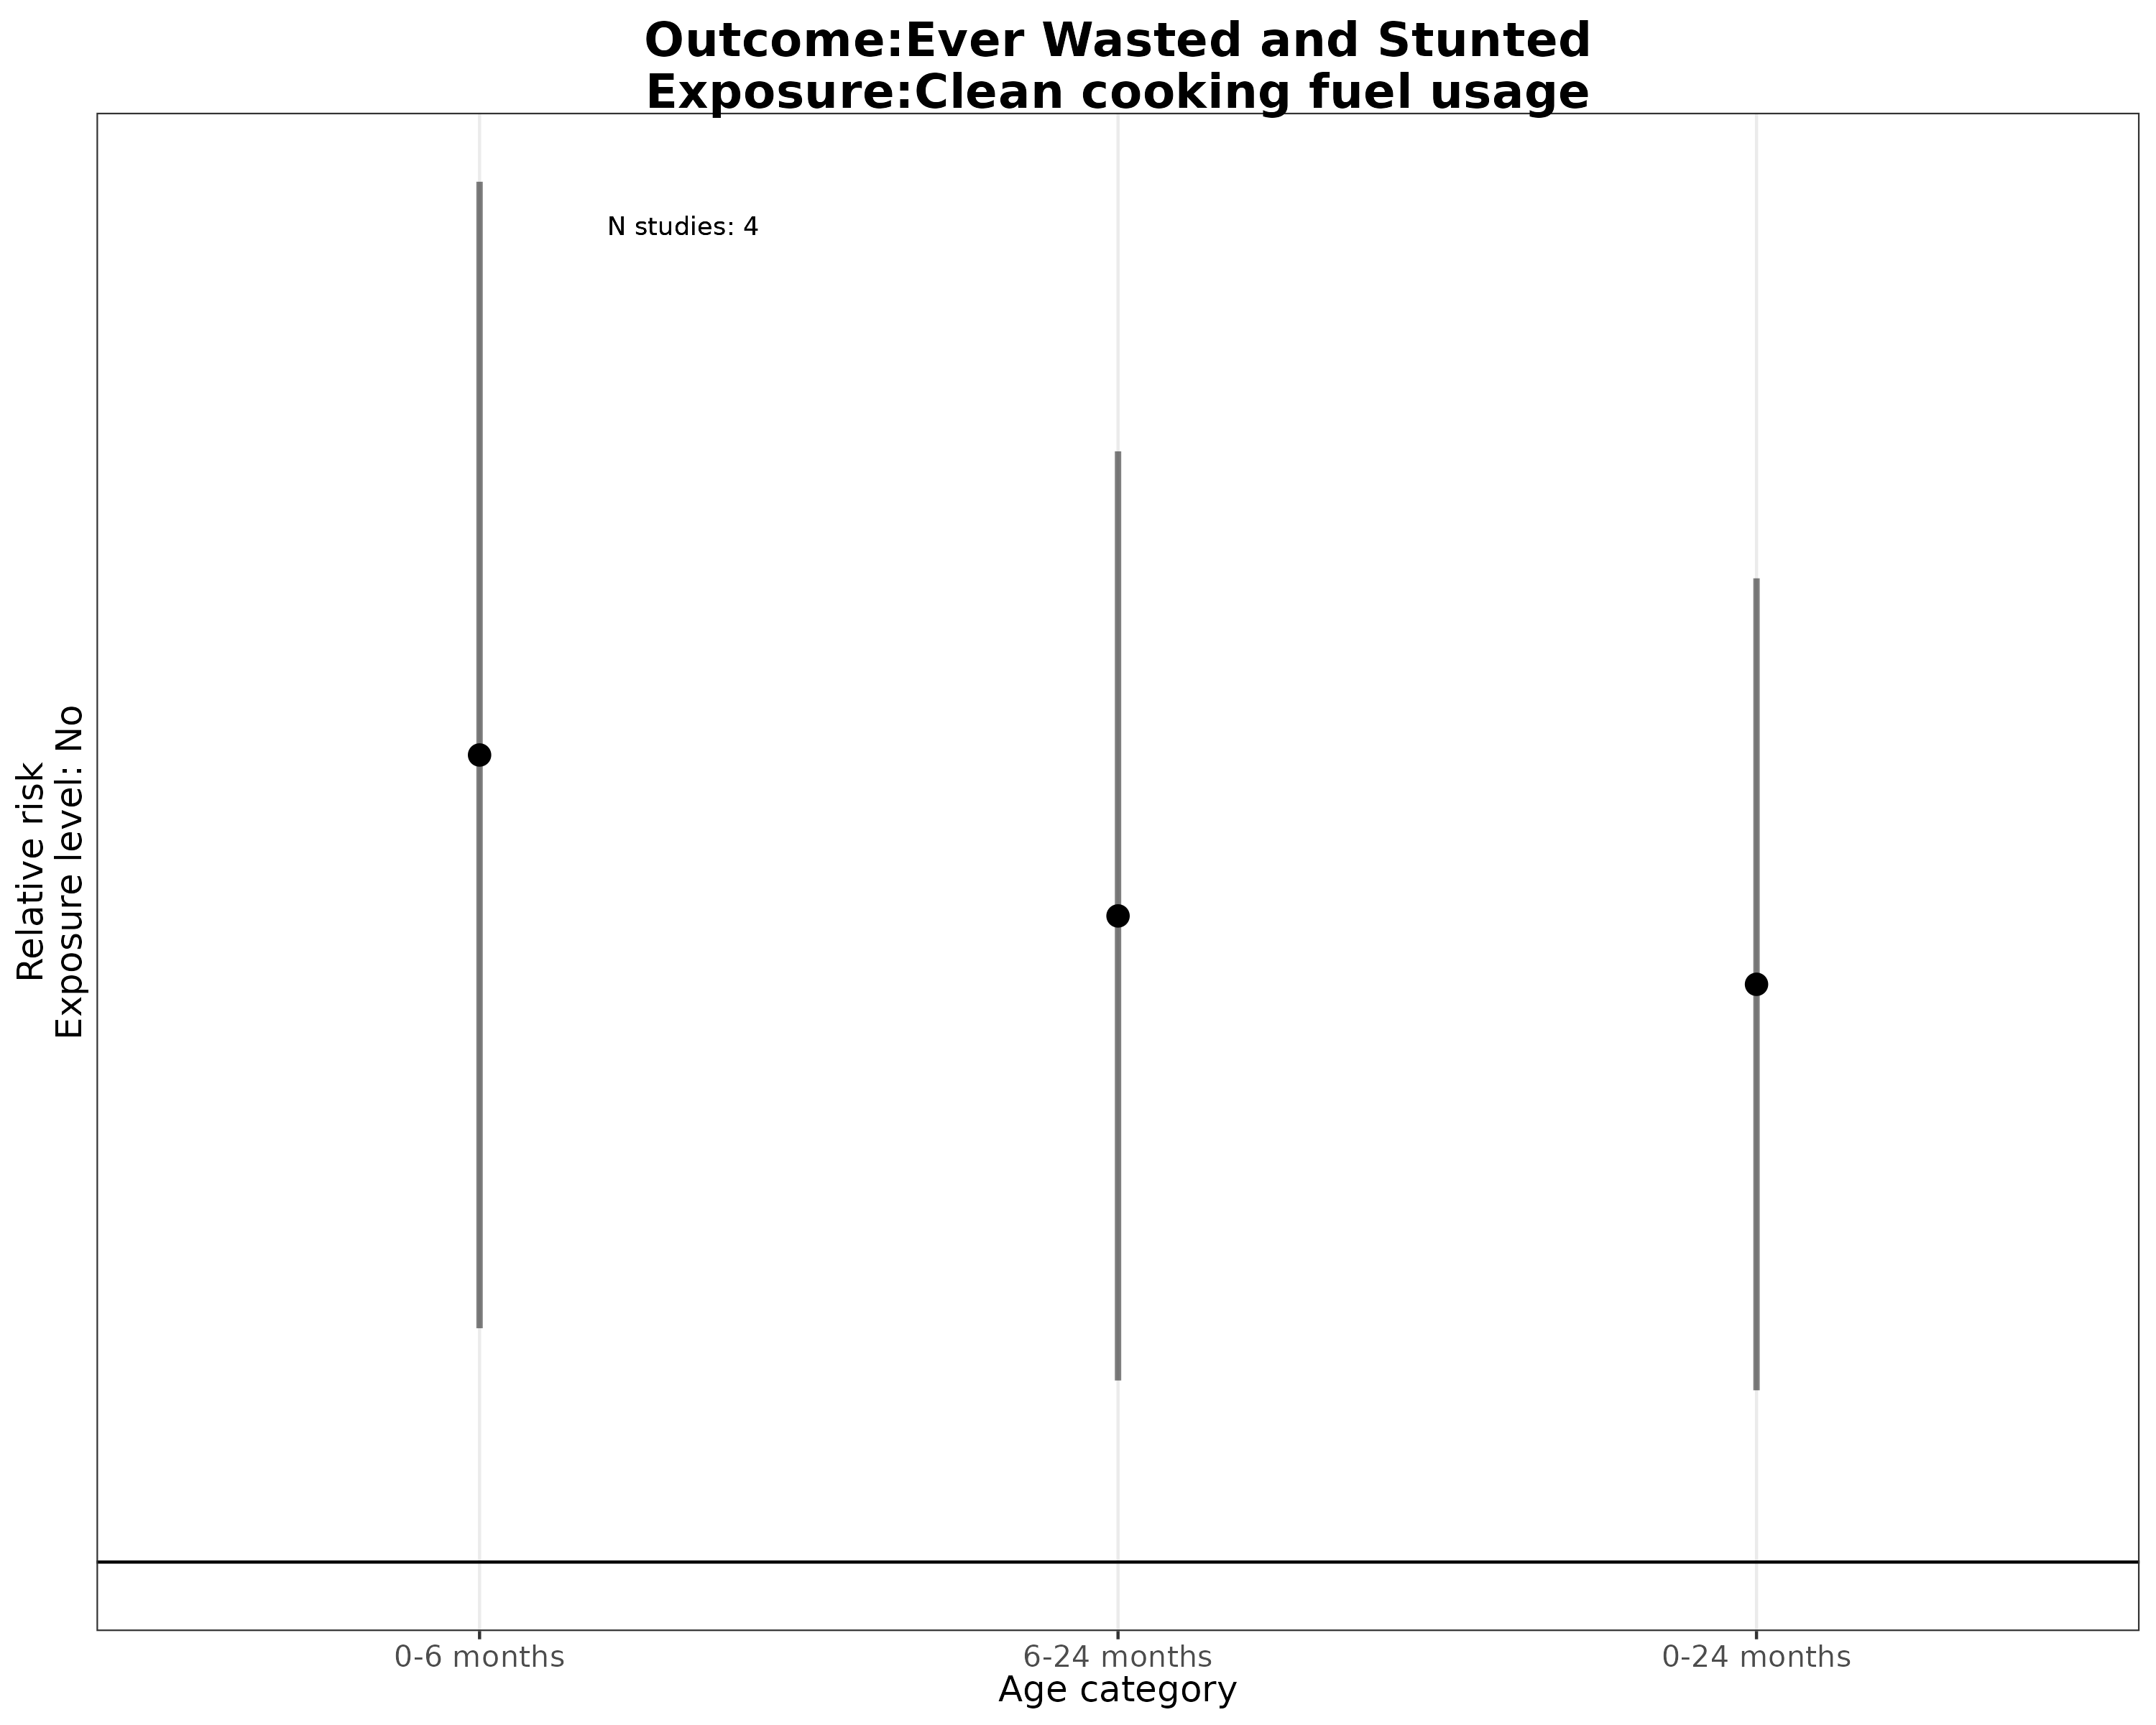 Outcome:Ever Wasted and Stunted
Exposure:Clean cooking fuel usage
N studies: 4
Relative risk
Exposure level: No
0-6 months
6-24 months
0-24 months
Age category